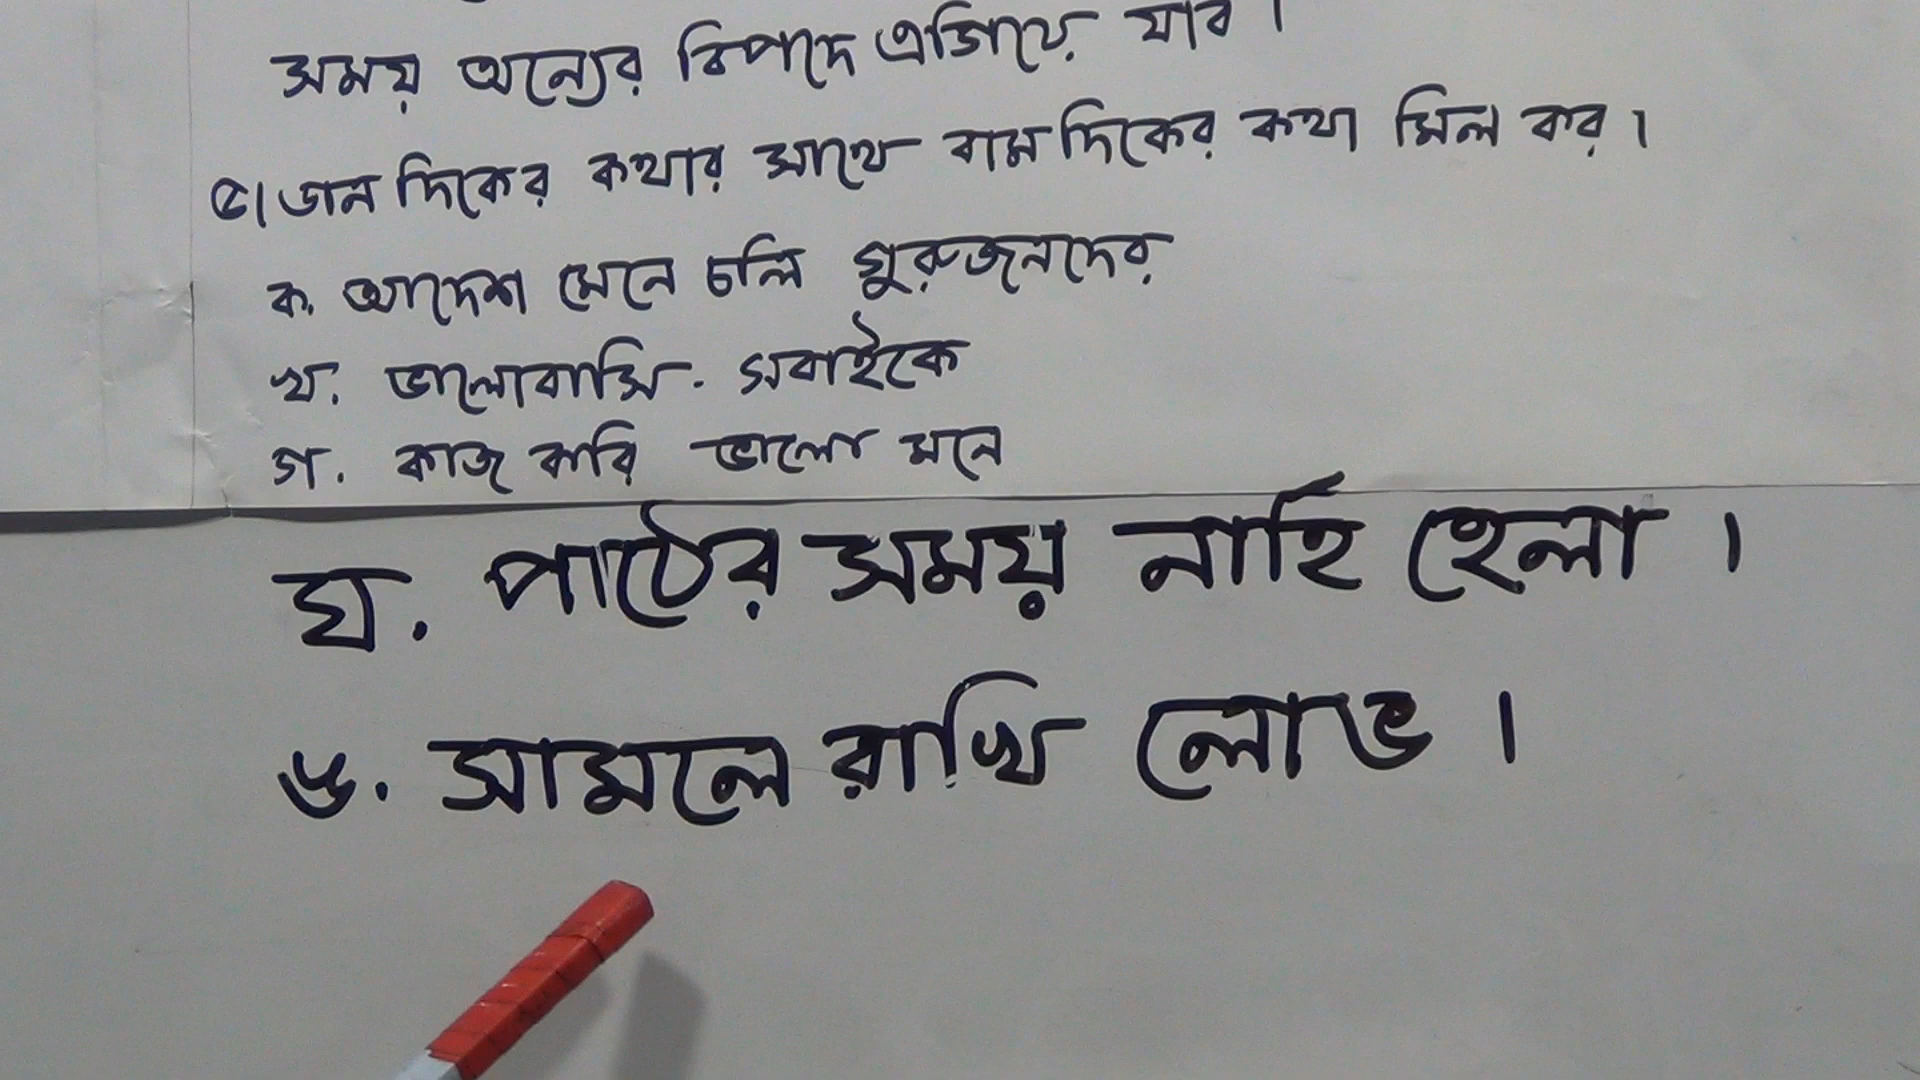 সময় অন্যের বিপদে এগিয়ে যাব ।
৫। ডান দিকের কথার সাথে বাম দিকের কথা মিল কর ।
ক. আদেশ মেনে চলি গুরুজনদের
খ. ভালোবাসি . সবাইকে
গ. কাজ করি ভালো মনে
ঘ. পাঠের সময় নাহি হেলা ।
ঙ. সামলে রাখি লোভ ।